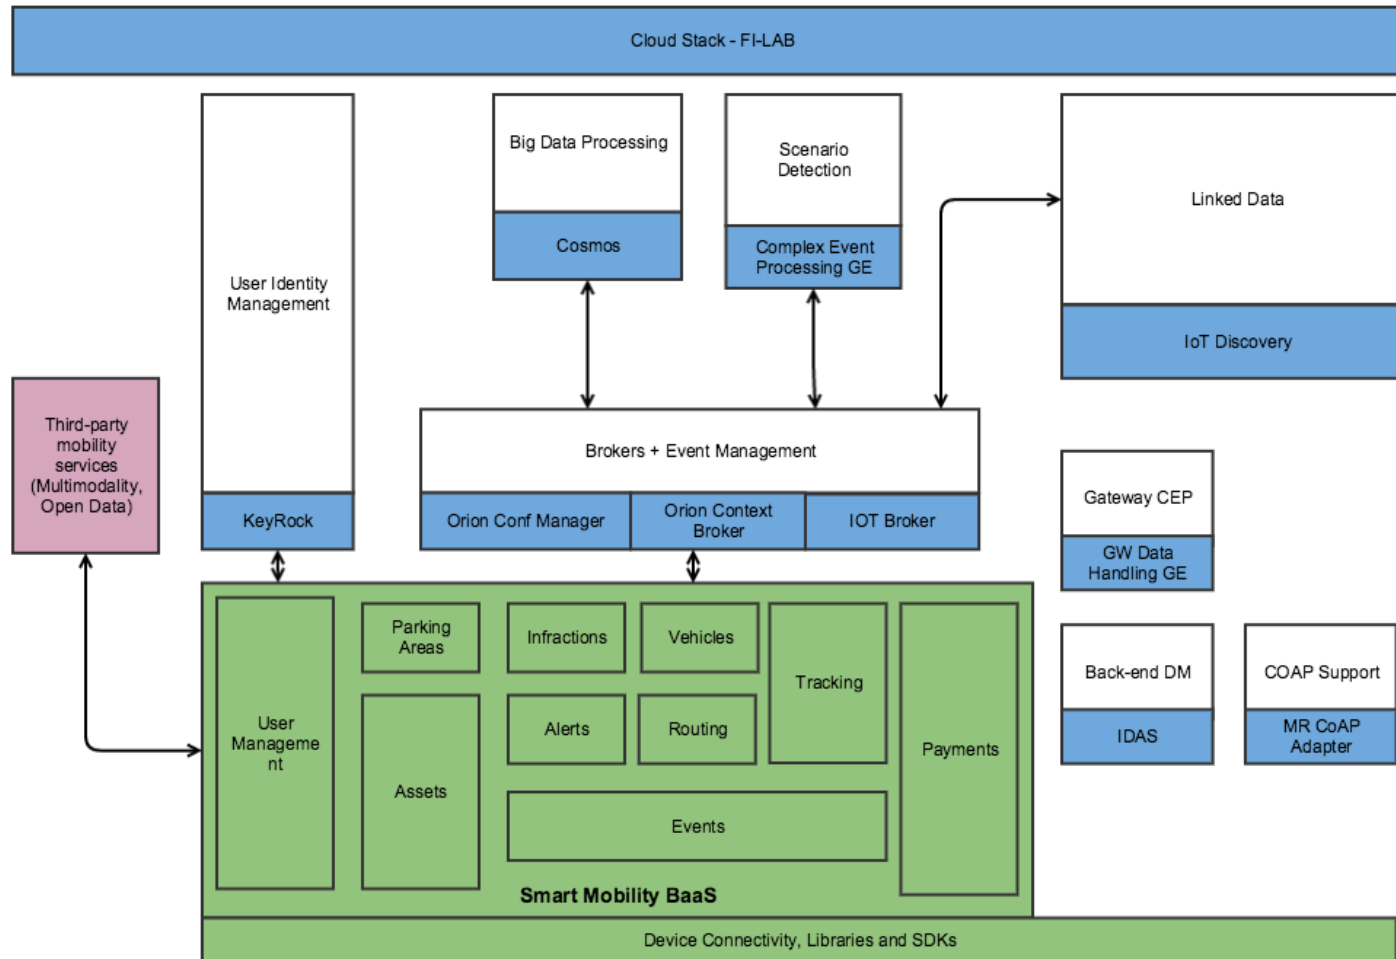 Cloud Stack - FI-LAB
User Identity
Management
KeyRock
Big Data Processing
Cosmos
Scenario
Detection
Complex Event
Processing GE
Linked Data
IoT Discovery
Third-party
mobility
services
(Multimodality,
Open Data)
Brokers + Event Management
Orion Conf Manager
Orion Context
Broker
IOT Broker
Gateway CEP
GW Data
Handling GE
Back-end DM
IDAS
COAP Support
MR CoAP
Adapter
User
Manageme
nt
Parking
Areas
Assets
Infractions
Vehicles
Alerts
Routing
Tracking
Events
Payments
Smart Mobility BaaS
Device Connectivity, Libraries and SDKs